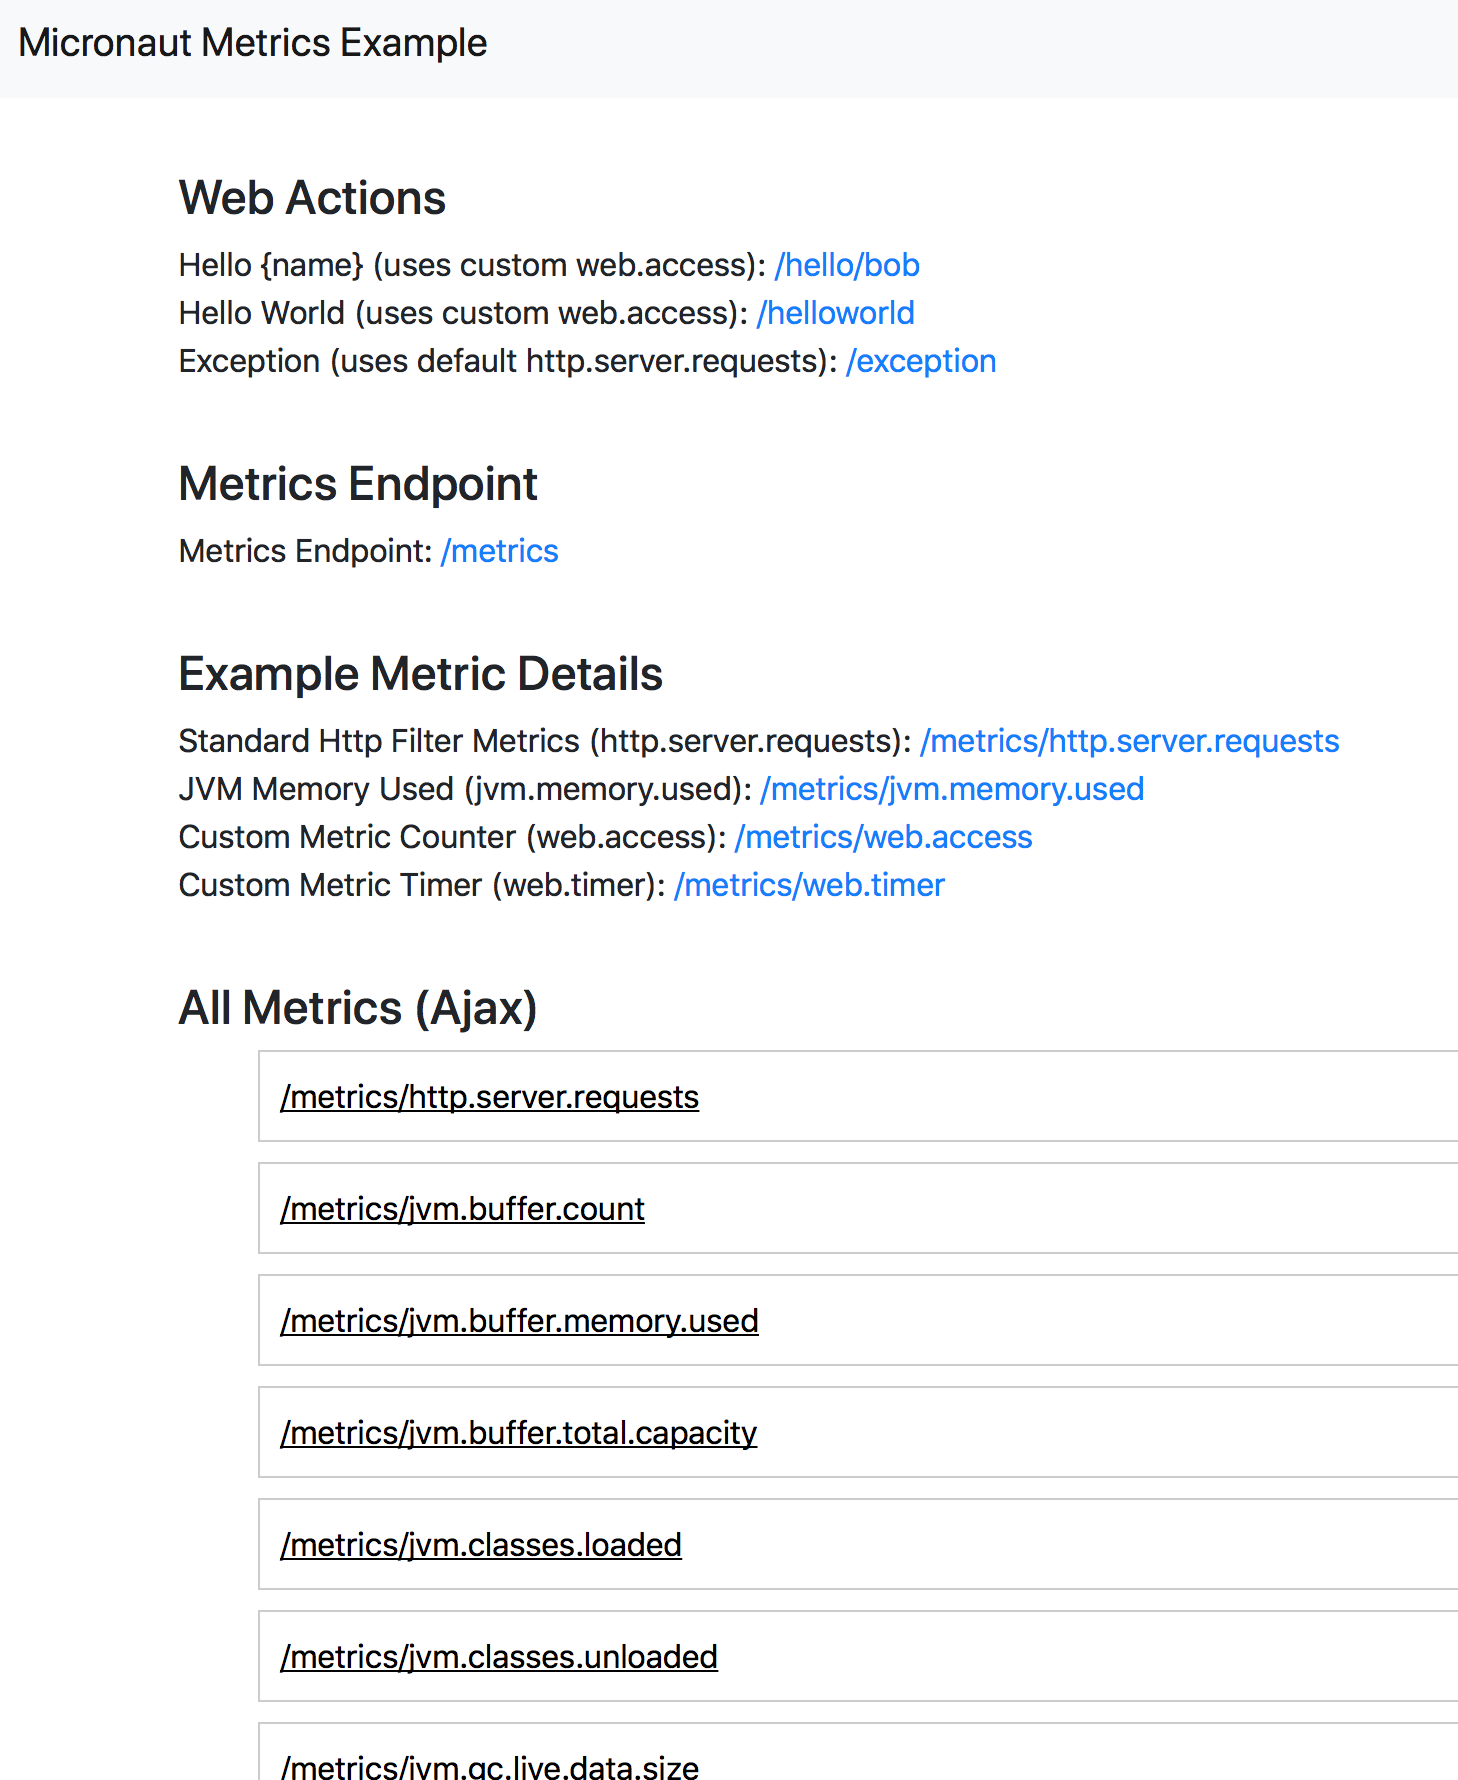 Micronaut Metrics Example
Web Actions
Hello {name} (uses custom web.access): /hello/bob
Hello World (uses custom web.access): /helloworld
Exception (uses default http.server.requests): /exception
Metrics Endpoint
Metrics Endpoint: /metrics
Example Metric Details
Standard Http Filter Metrics (http.server.requests): /metrics/http.server.requests
JVM Memory Used (jvm.memory.used): /metrics/jvm.memory.used
Custom Metric Counter (web.access): /metrics/web.access
Custom Metric Timer (web.timer): /metrics/web.timer
All Metrics (Ajax)
/metrics/http.server.requests
/metrics/jvm.buffer.count
/metrics/jvm.buffer.memory.used
/metrics/jvm.buffer.total.capacity
/metrics/jvm.classes.loaded
/metrics/jvm.classes.unloaded
/metrics/jvm.gc.live.data.size